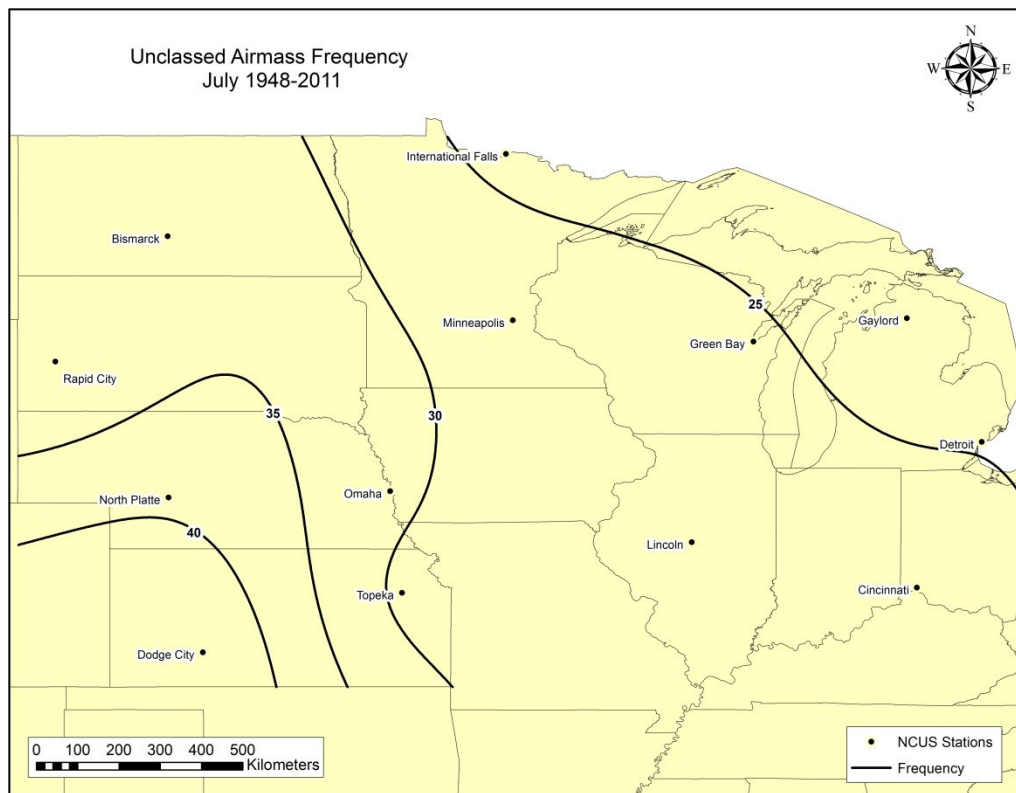 Unclassed Airmass Frequency
July 1948-2011
N
W E
S
International Falls
Bismarck
25
Minneapolis
Gaylord
Green Bay
Rapid City
35
30
Detroit
North Platte
Omaha
40
Lincoln
Topeka
Cincinnati
Dodge City
0 100 200 300 400 500
Kilometers
NCUS Stations
Frequency